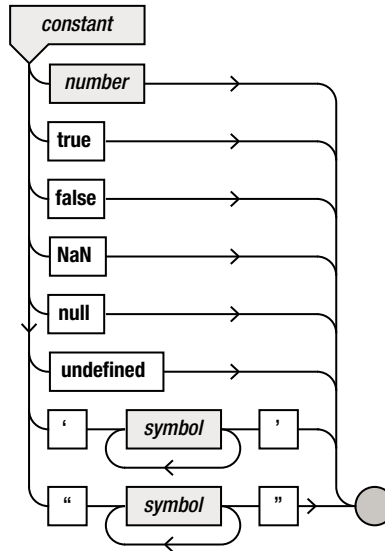 constant
number
true
false
NaN
null
undefined
‘ symbol ’
“ symbol ”